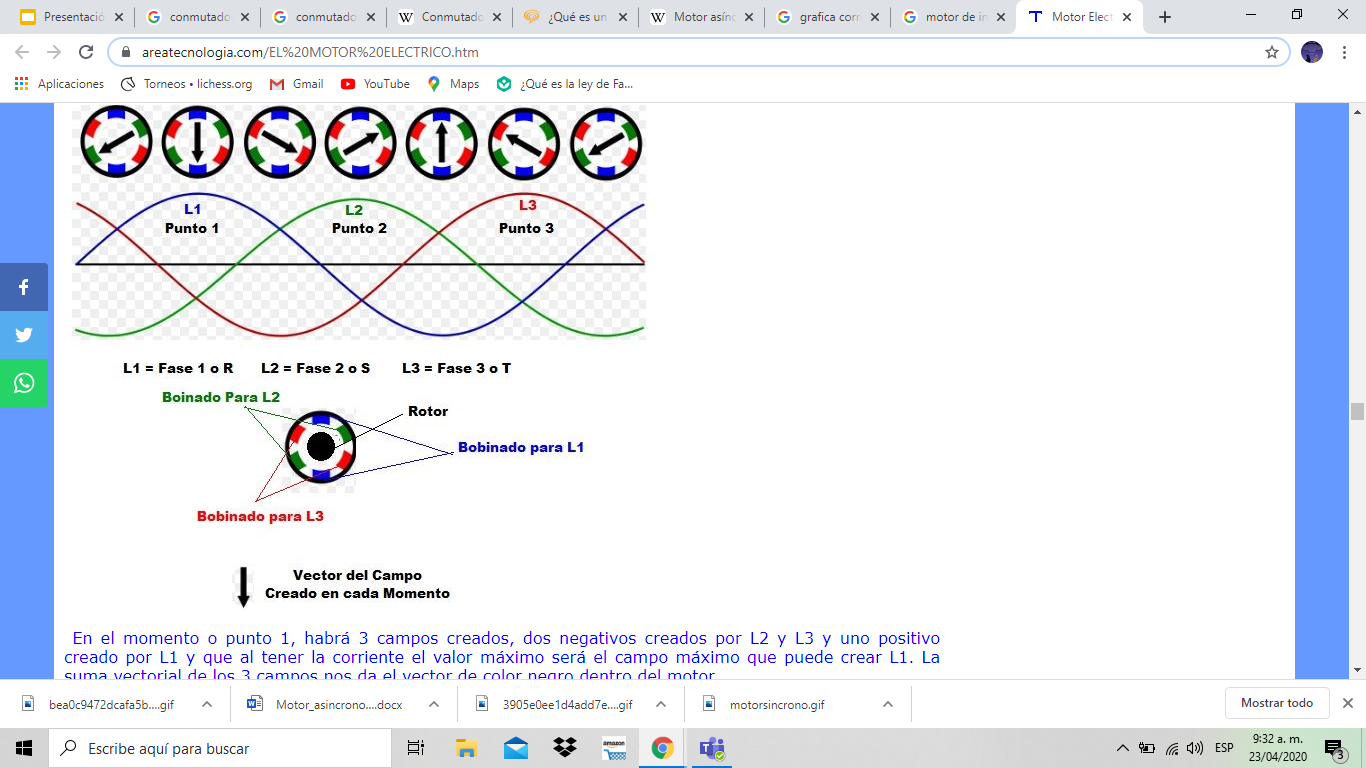 Presentació
conmutado
conmutado
Conmutado
¿Qué es un
Motor asínc
grafica corr
motor de in
Motor Elect
areatecnologia.com/EL%20MOTOR%20ELECTRICO.htm
Aplicaciones
Torneos • lichess.org
Gmail
YouTube
Maps
¿Qué es la ley de Fa...
L1
L2
L3
Punto 1
Punto 2
Punto 3
L1 = Fase 1 o R
L2 = Fase 2 o S
L3 = Fase 3 o T
Boinado Para L2
Rotor
Bobinado para L1
Bobinado para L3
Vector del Campo
Creado en cada Momento
En el momento o punto 1, habrá 3 campos creados, dos negativos creados por L2 y L3 y uno positivo
creado por L1 y que al tener la corriente el valor máximo será el campo máximo que puede crear L1. La
suma vectorial de los 3 campos nos da el vector de color negro dentro del motor
bea0c9472dcafa5b....gif
Motor_asincrono....docx
3905e0ee1d4add7e....gif
motorsincrono.gif
Mostrar todo
Escribe aquí para buscar
amazon
ESP
9:32 a. m.
23/04/2020
3